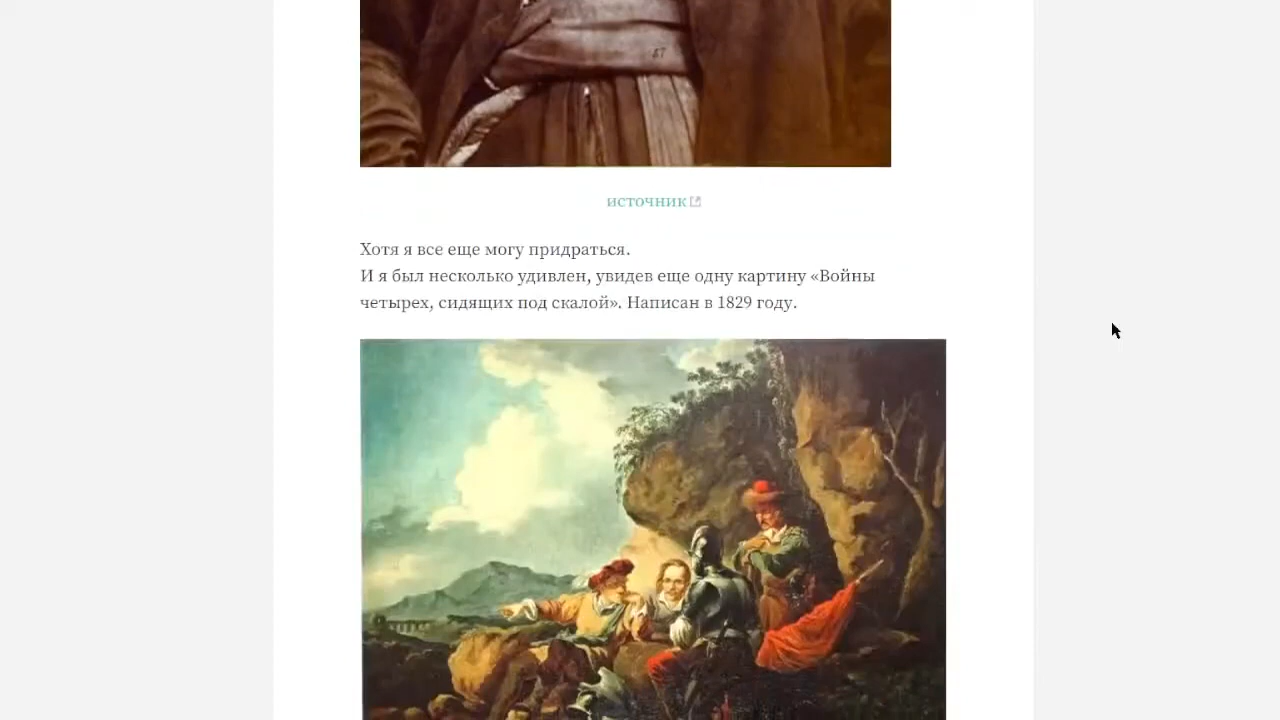 57
источник
Хотя я все еще могу придраться.
И я был несколько удивлен, увидев еще одну картину «Войны
четырех, сидящих под скалой». Написан в 1829 году.